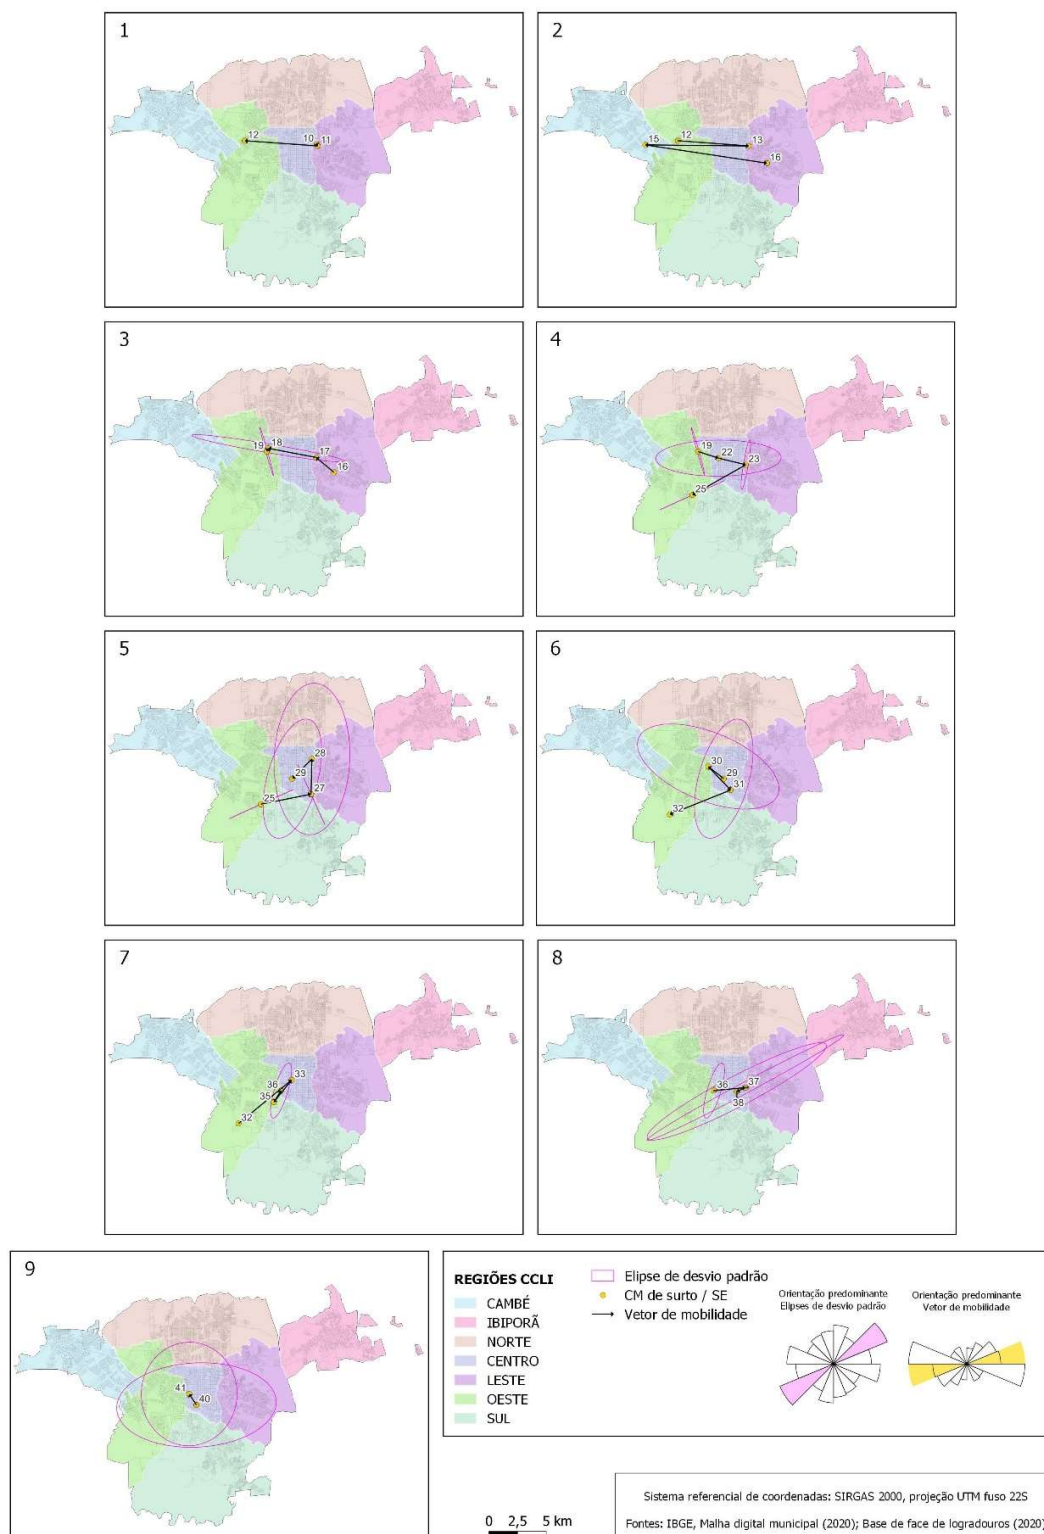 1
12
10
11
2
15
12
13
16
3
18
19
17
16
4
19
22
23
25
5
28
29
25
27
6
30
29
31
32
7
33
36
35
32
8
36
37
38
9
41
40
REGIÕES CCLI
CAMBÉ
IBIPORÃ
NORTE
CENTRO
LESTE
OESTE
SUL
Elipse de desvio padrão
CM de surto / SE
Vetor de mobilidade
Orientação predominante
Elipses de desvio padrão
Orientação predominante
Vetor de mobilidade
0 2,5 5 km
Sistema referencial de coordenadas: SIRGAS 2000, projeção UTM fuso 22S
Fontes: IBGE, Malha digital municipal (2020); Base de face de logradouros (2020)